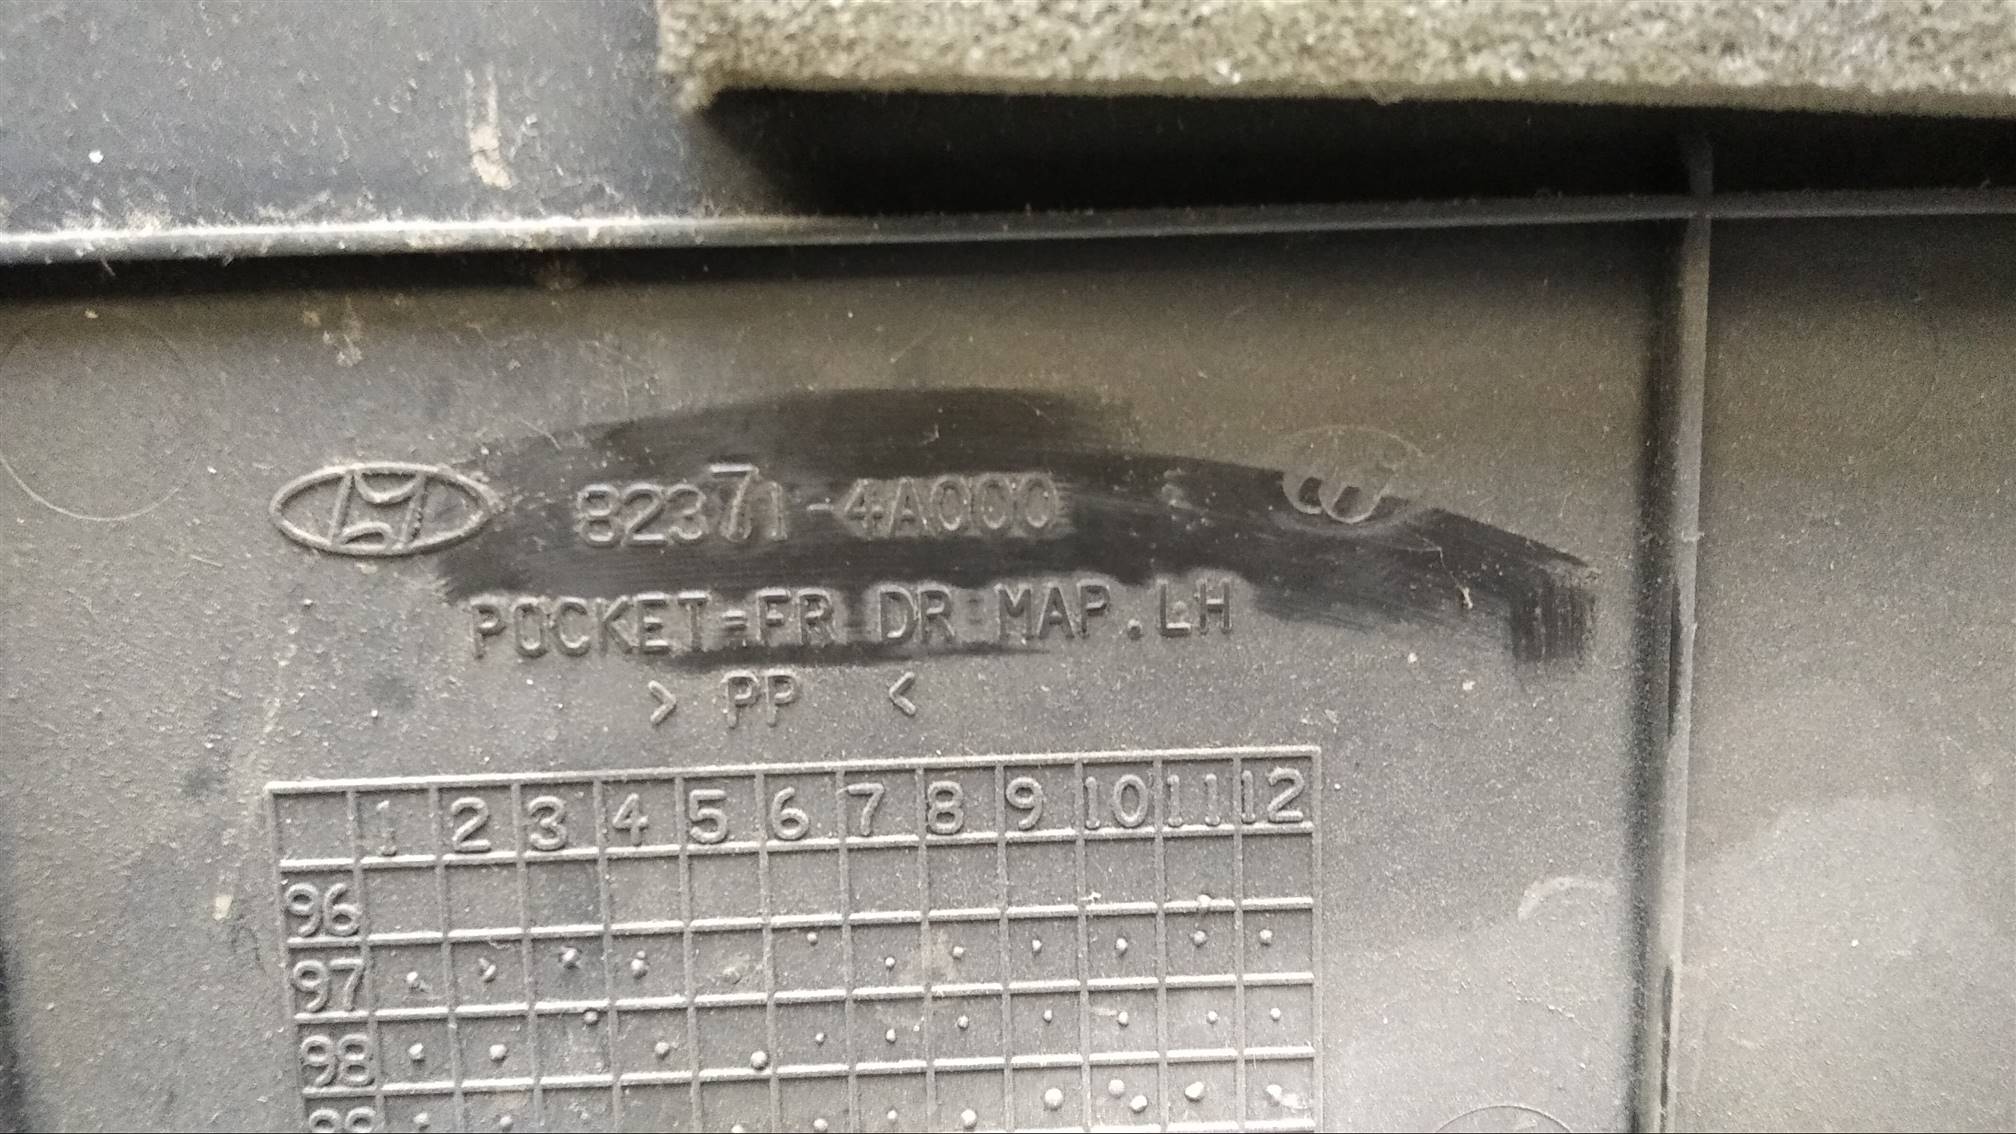 82371-4A000
POCKET-FR DR MAP.LH
> PP <
1 2 3 4 5 6 7 8 9 10 11 12
96
97
98